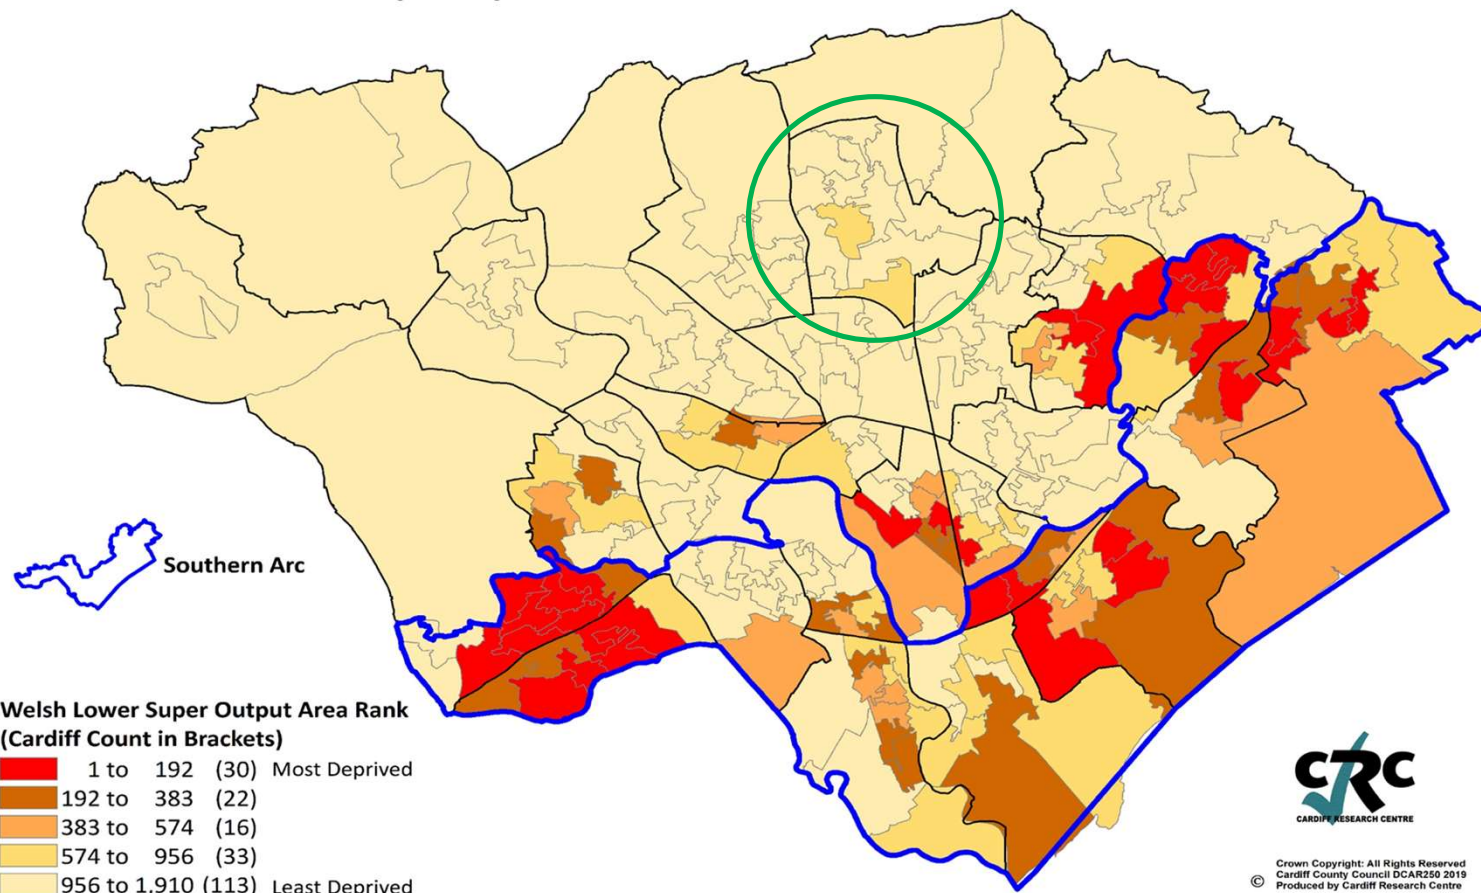 Southern Arc
Welsh Lower Super Output Area Rank
(Cardiff Count in Brackets)
1 to 192 (30) Most Deprived
192 to 383 (22)
383 to 574 (16)
574 to 956 (33)
956 to 1,910 (113) Least Deprived
CRC
CARDIFF RESEARCH CENTRE
Crown Copyright: All Rights Reserved
Cardiff County Council DCAR250 2019
© Produced by Cardiff Research Centre